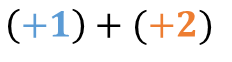 (+1) + (+2)